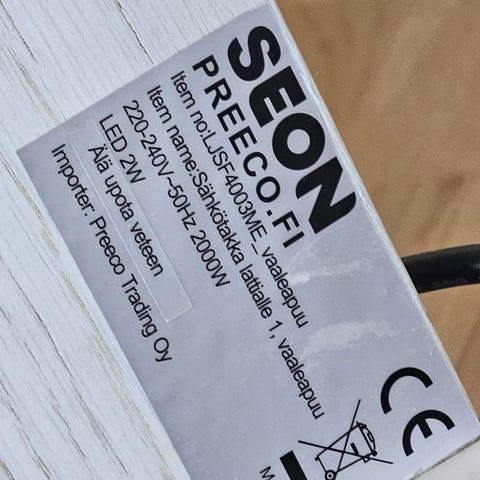 SEON
PREECO.FI
Item no:LJSF4003ME_vaaleapuu
Item name:Sähkötakka lattialle 1, vaaleapuu
220-240V~50Hz 2000W
LED 2W
Älä upota veteen
Importer: Preeco Trading Oy
CE